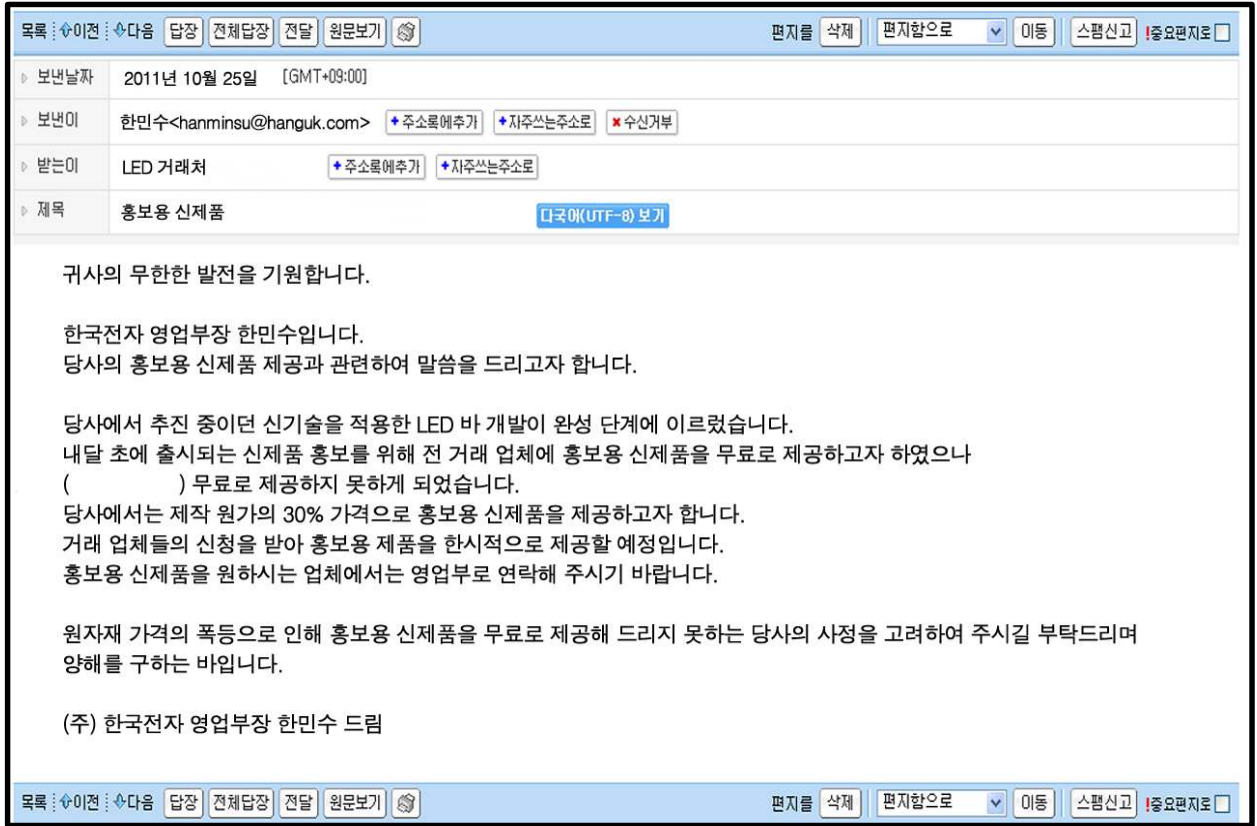 목록 이전 다음 답장 전체답장 전달 원문보기 편지를 삭제 편지함으로 이동 스팸신고 !중요편지로
보낸날짜 2011년 10월 25일 [GMT+09:00]
보낸이 한민수<hanminsu@hanguk.com> +주소록에추가 +자주쓰는주소로 ×수신거부
받는이 LED 거래처 +주소록에추가 +자주쓰는주소로
제목 홍보용 신제품 다국어(UTF-8) 보기
귀사의 무한한 발전을 기원합니다.
한국전자 영업부장 한민수입니다.
당사의 홍보용 신제품 제공과 관련하여 말씀을 드리고자 합니다.
당사에서 추진 중이던 신기술을 적용한 LED 바 개발이 완성 단계에 이르렀습니다.
내달 초에 출시되는 신제품 홍보를 위해 전 거래 업체에 홍보용 신제품을 무료로 제공하고자 하였으나
( ) 무료로 제공하지 못하게 되었습니다.
당사에서는 제작 원가의 30% 가격으로 홍보용 신제품을 제공하고자 합니다.
거래 업체들의 신청을 받아 홍보용 제품을 한시적으로 제공할 예정입니다.
홍보용 신제품을 원하시는 업체에서는 영업부로 연락해 주시기 바랍니다.
원자재 가격의 폭등으로 인해 홍보용 신제품을 무료로 제공해 드리지 못하는 당사의 사정을 고려하여 주시길 부탁드리며
양해를 구하는 바입니다.
(주) 한국전자 영업부장 한민수 드림
목록 이전 다음 답장 전체답장 전달 원문보기 편지를 삭제 편지함으로 이동 스팸신고 !중요편지로